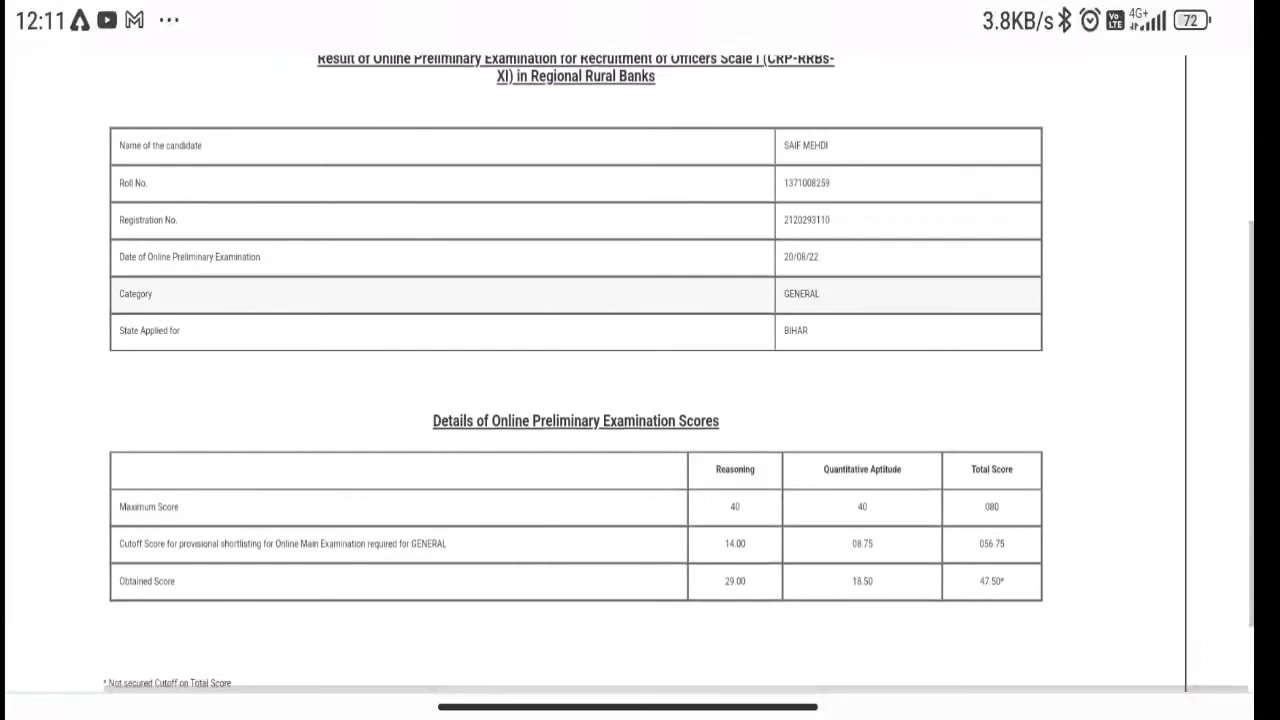 12:11 ...
3.8KB/s Vo LTE 4G+ 72
Result of Online Preliminary Examination for Recruitment of Officers Scale I (CRP-RRBs-
XI) in Regional Rural Banks
Name of the candidate SAIF MEHDI
Roll No. 1371008259
Registration No. 2120293110
Date of Online Preliminary Examination 20/08/22
Category GENERAL
State Applied for BIHAR
Details of Online Preliminary Examination Scores
Reasoning Quantitative Aptitude Total Score
Maximum Score 40 40 080
Cutoff Score for provisional shortlisting for Online Main Examination required for GENERAL 14.00 08.75 056.75
Obtained Score 29.00 18.50 47.50*
* Not secured Cutoff on Total Score